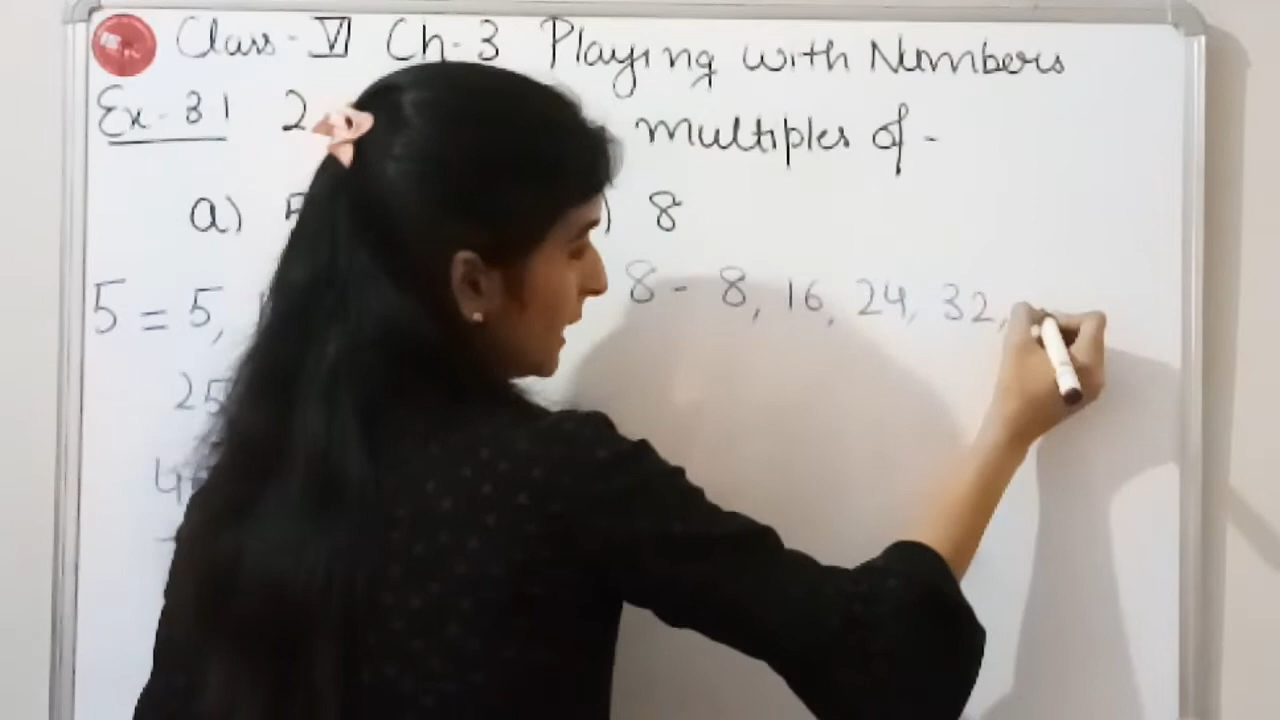 Class - VI Ch-3 Playing with Numbers
Ex - 3.1 2 multiples of -
a) 5 ) 8
5 = 5,
8 - 8, 16, 24, 32,
25
4